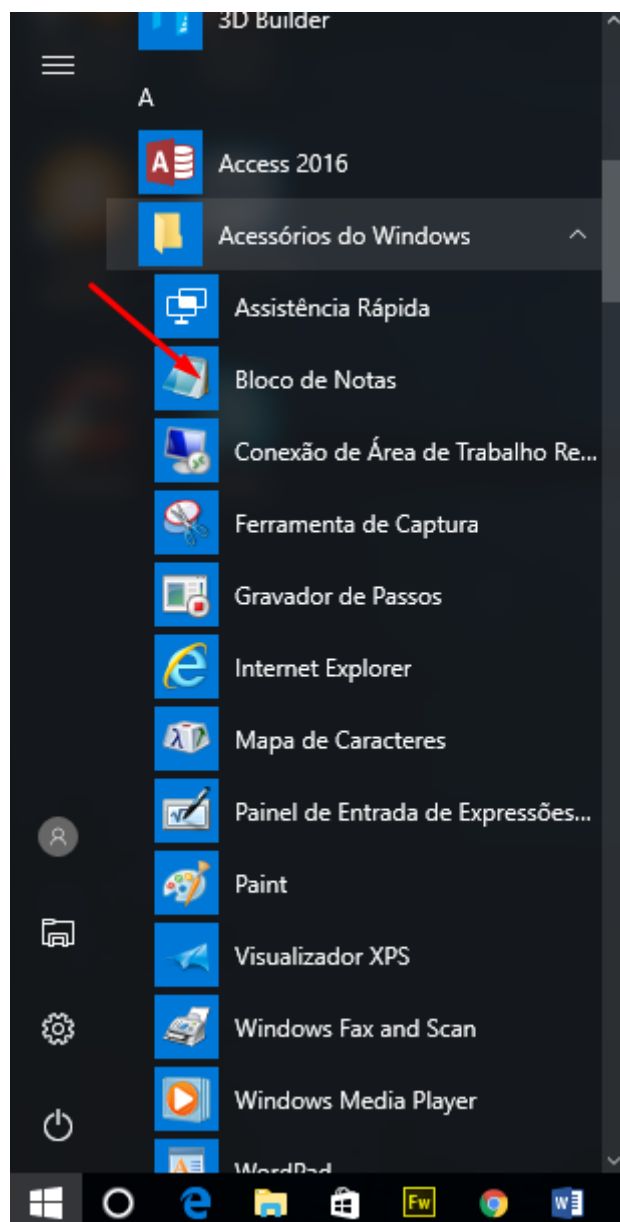 3D Builder
A
Access 2016
Acessórios do Windows
Assistência Rápida
Bloco de Notas
Conexão de Área de Trabalho Re...
Ferramenta de Captura
Gravador de Passos
Internet Explorer
Mapa de Caracteres
Painel de Entrada de Expressões...
Paint
Visualizador XPS
Windows Fax and Scan
Windows Media Player
WordPad
Fw